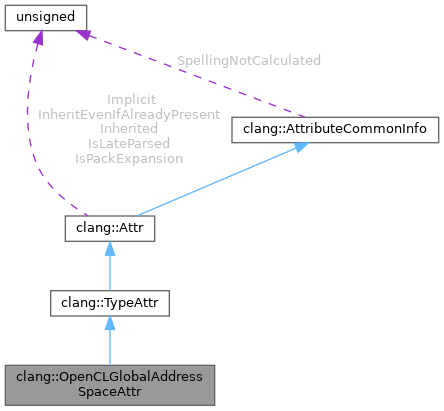 unsigned
SpellingNotCalculated
Implicit
InheritEvenIfAlreadyPresent
Inherited
IsLateParsed
IsPackExpansion
clang::AttributeCommonInfo
clang::Attr
clang::TypeAttr
clang::OpenCLGlobalAddress
SpaceAttr